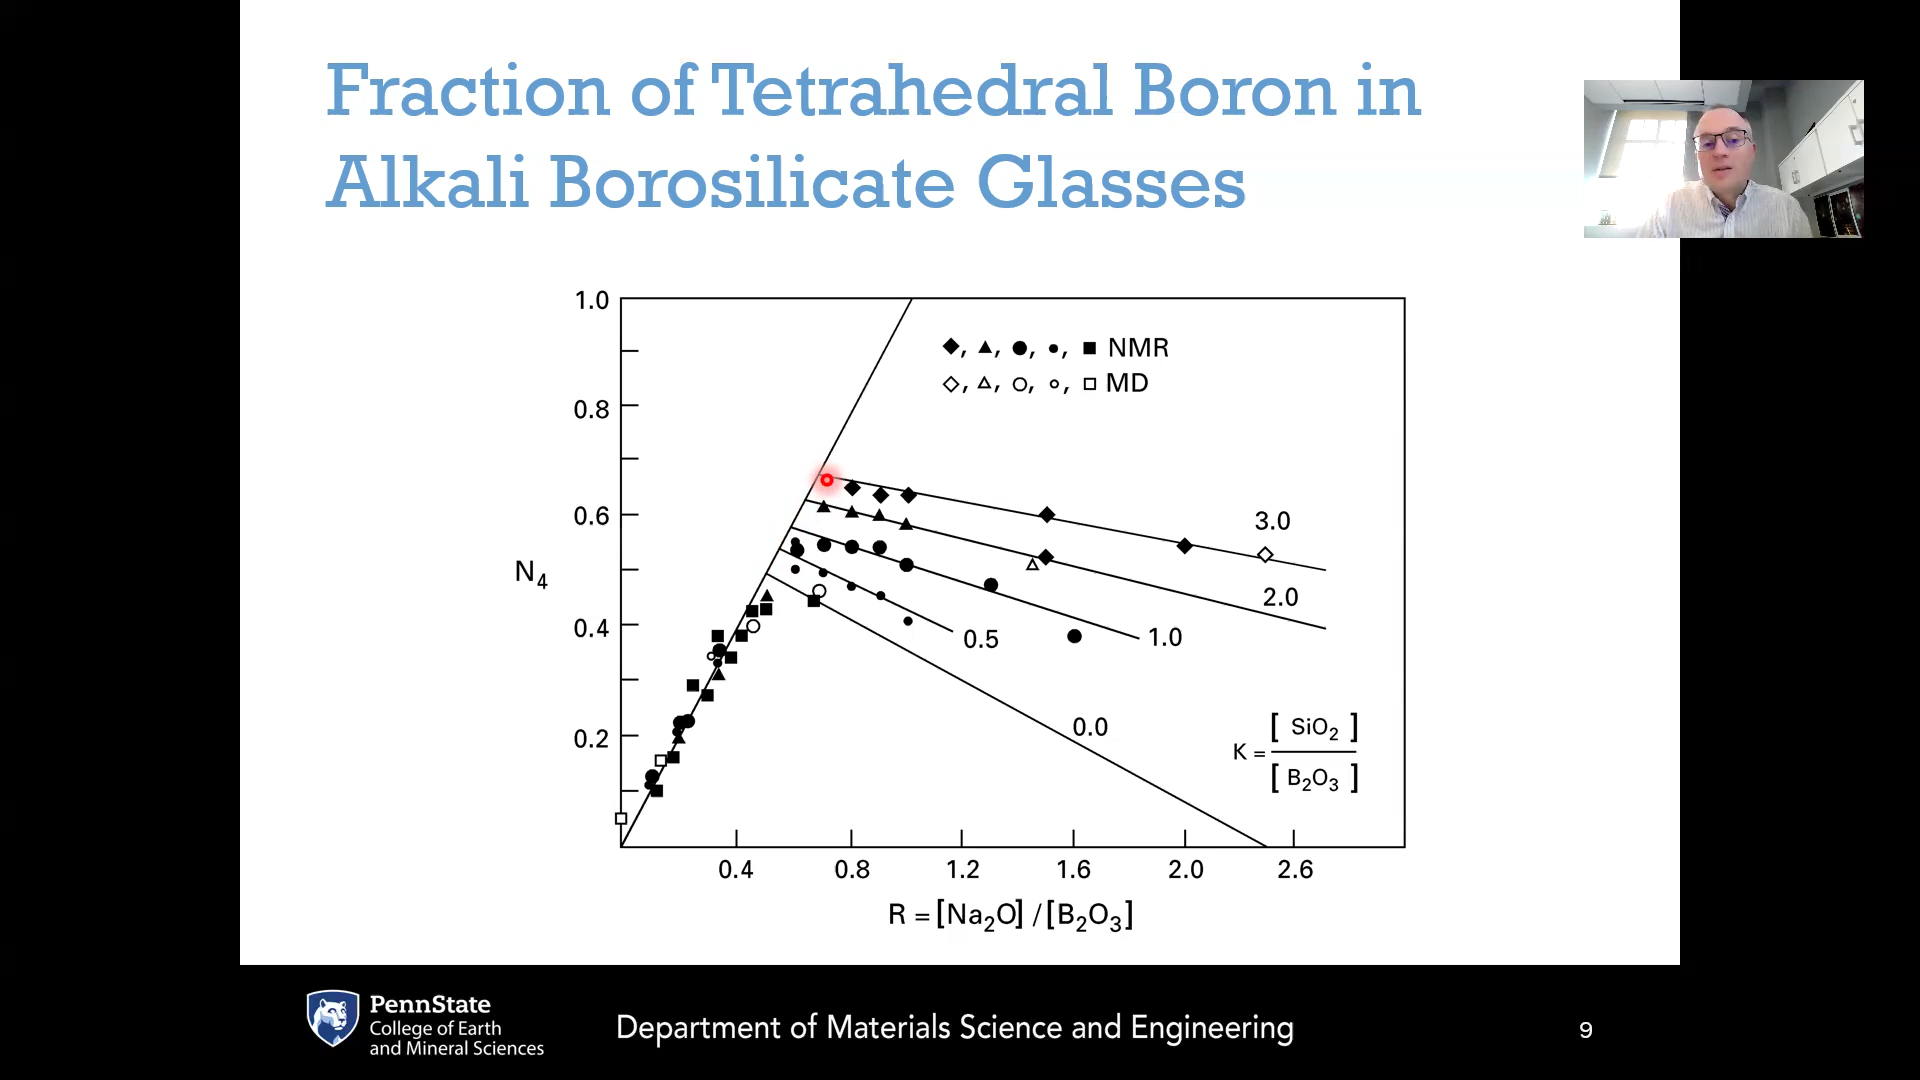 Fraction of Tetrahedral Boron in
Alkali Borosilicate Glasses
1.0
0.8
0.6
0.4
0.2
N₄
◆, ▲, ●, •, ■ NMR
◇, △, ○, ∘, □ MD
3.0
2.0
1.0
0.5
0.0
K = [ SiO₂ ]
[ B₂O₃ ]
0.4 0.8 1.2 1.6 2.0 2.6
R = [Na₂O] / [B₂O₃]
PennState
College of Earth
and Mineral Sciences
Department of Materials Science and Engineering
9